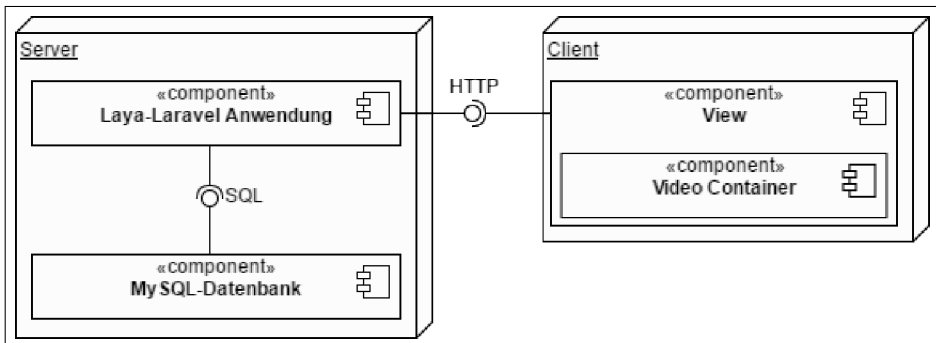 Server
«component»
Laya-Laravel Anwendung
SQL
«component»
MySQL-Datenbank
HTTP
Client
«component»
View
«component»
Video Container